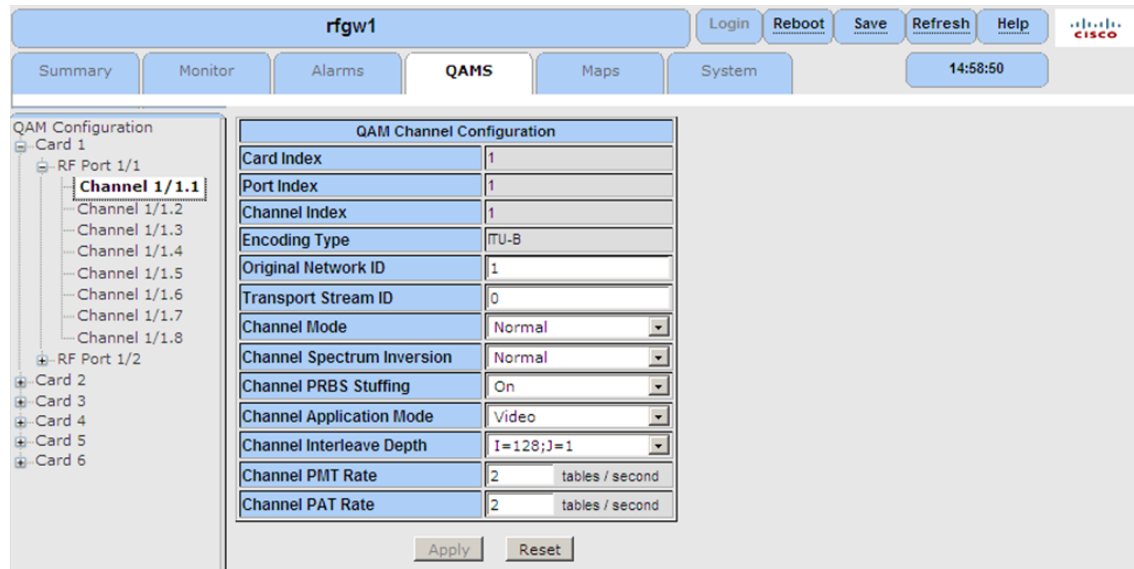 rfgw1
Login Reboot Save Refresh Help
CISCO
Summary Monitor Alarms QAMS Maps System
14:58:50
QAM Configuration
Card 1
RF Port 1/1
Channel 1/1.1
Channel 1/1.2
Channel 1/1.3
Channel 1/1.4
Channel 1/1.5
Channel 1/1.6
Channel 1/1.7
Channel 1/1.8
RF Port 1/2
Card 2
Card 3
Card 4
Card 5
Card 6
QAM Channel Configuration
Card Index 1
Port Index 1
Channel Index 1
Encoding Type ITU-B
Original Network ID 1
Transport Stream ID 0
Channel Mode Normal
Channel Spectrum Inversion Normal
Channel PRBS Stuffing On
Channel Application Mode Video
Channel Interleave Depth I=128;J=1
Channel PMT Rate 2 tables / second
Channel PAT Rate 2 tables / second
Apply Reset